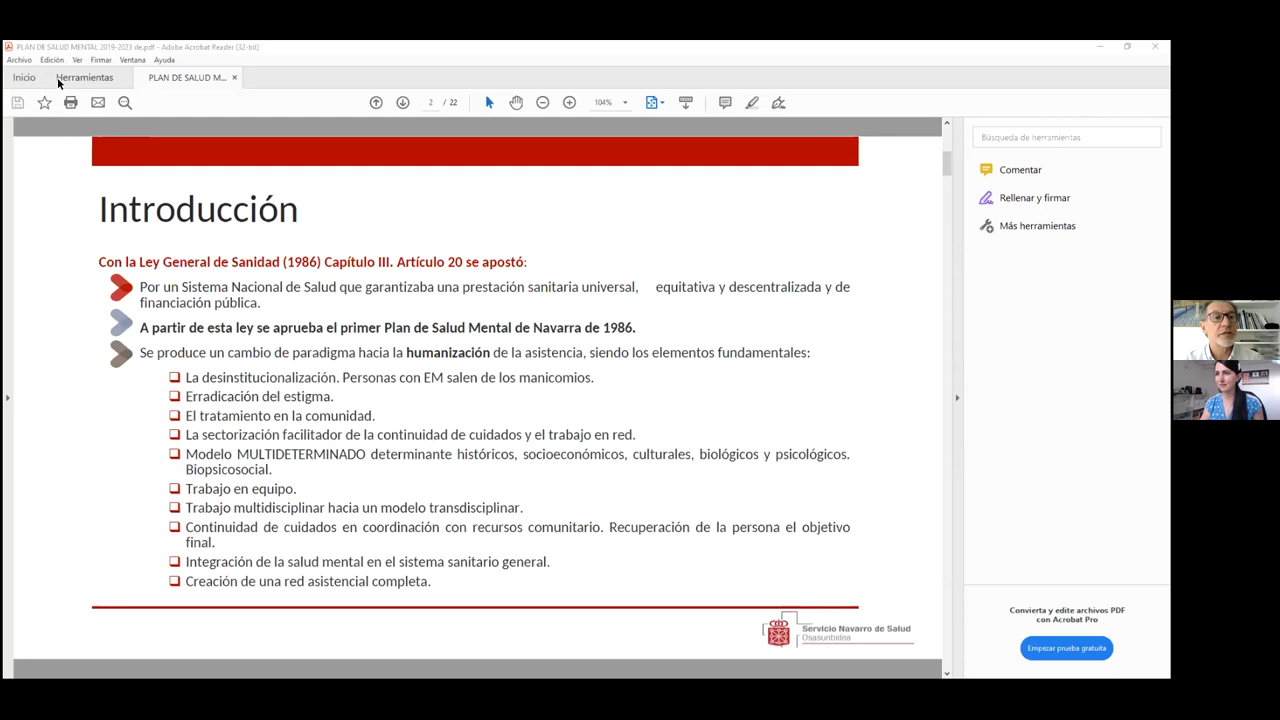 PLAN DE SALUD MENTAL 2019-2023 de.pdf - Adobe Acrobat Reader (32-bit)
Archivo Edición Ver Firmar Ventana Ayuda
Inicio Herramientas PLAN DE SALUD M... ×
2 / 22 104%
Búsqueda de herramientas
Comentar
Rellenar y firmar
Más herramientas
Introducción
Con la Ley General de Sanidad (1986) Capítulo III. Artículo 20 se apostó:
Por un Sistema Nacional de Salud que garantizaba una prestación sanitaria universal, equitativa y descentralizada y de
financiación pública.
A partir de esta ley se aprueba el primer Plan de Salud Mental de Navarra de 1986.
Se produce un cambio de paradigma hacia la humanización de la asistencia, siendo los elementos fundamentales:
La desinstitucionalización. Personas con EM salen de los manicomios.
Erradicación del estigma.
El tratamiento en la comunidad.
La sectorización facilitador de la continuidad de cuidados y el trabajo en red.
Modelo MULTIDETERMINADO determinante históricos, socioeconómicos, culturales, biológicos y psicológicos.
Biopsicosocial.
Trabajo en equipo.
Trabajo multidisciplinar hacia un modelo transdisciplinar.
Continuidad de cuidados en coordinación con recursos comunitario. Recuperación de la persona el objetivo
final.
Integración de la salud mental en el sistema sanitario general.
Creación de una red asistencial completa.
Servicio Navarro de Salud
Osasunbidea
Convierta y edite archivos PDF
con Acrobat Pro
Empezar prueba gratuita